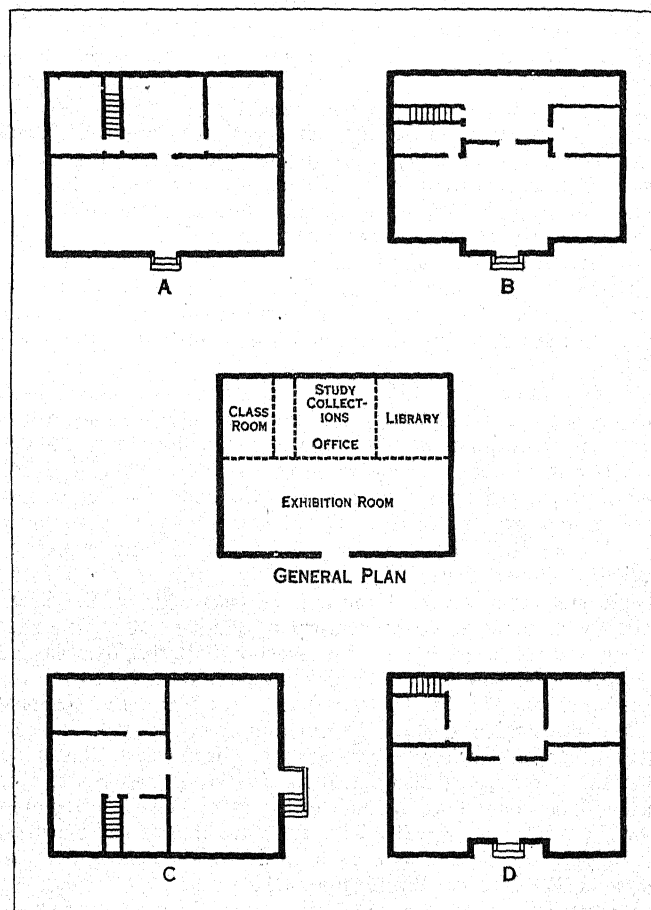 A
B
CLASS
ROOM
STUDY
COLLECT-
IONS
OFFICE
LIBRARY
EXHIBITION ROOM
GENERAL PLAN
C
D